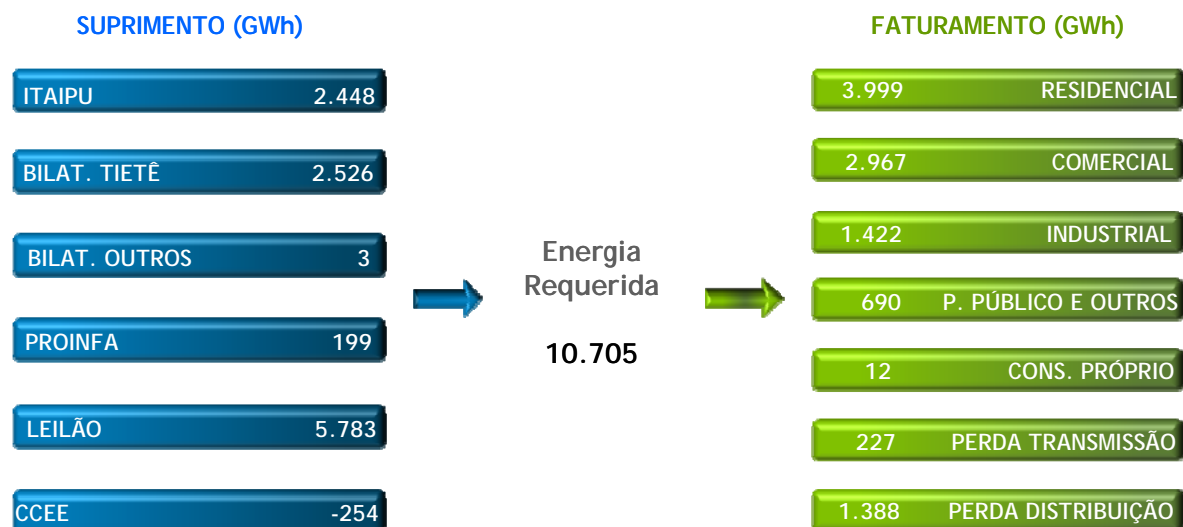 SUPRIMENTO (GWh)
ITAIPU 2.448
BILAT. TIETÊ 2.526
BILAT. OUTROS 3
PROINFA 199
LEILÃO 5.783
CCEE -254
Energia
Requerida
10.705
FATURAMENTO (GWh)
3.999 RESIDENCIAL
2.967 COMERCIAL
1.422 INDUSTRIAL
690 P. PÚBLICO E OUTROS
12 CONS. PRÓPRIO
227 PERDA TRANSMISSÃO
1.388 PERDA DISTRIBUIÇÃO